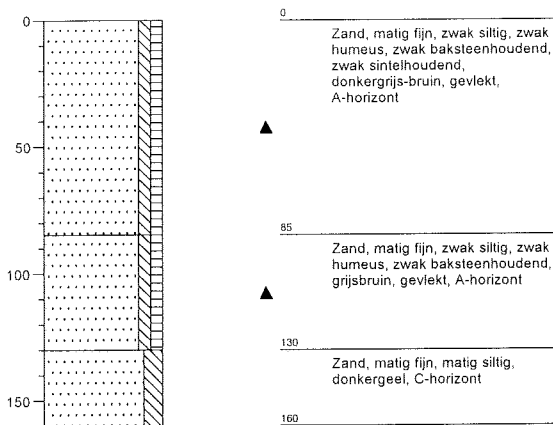 0
50
100
150
0
Zand, matig fijn, zwak siltig, zwak
humeus, zwak baksteenhoudend,
zwak sintelhoudend,
donkergrijs-bruin, gevlekt,
A-horizont
85
Zand, matig fijn, zwak siltig, zwak
humeus, zwak baksteenhoudend,
grijsbruin, gevlekt, A-horizont
130
Zand, matig fijn, matig siltig,
donkergeel, C-horizont
160